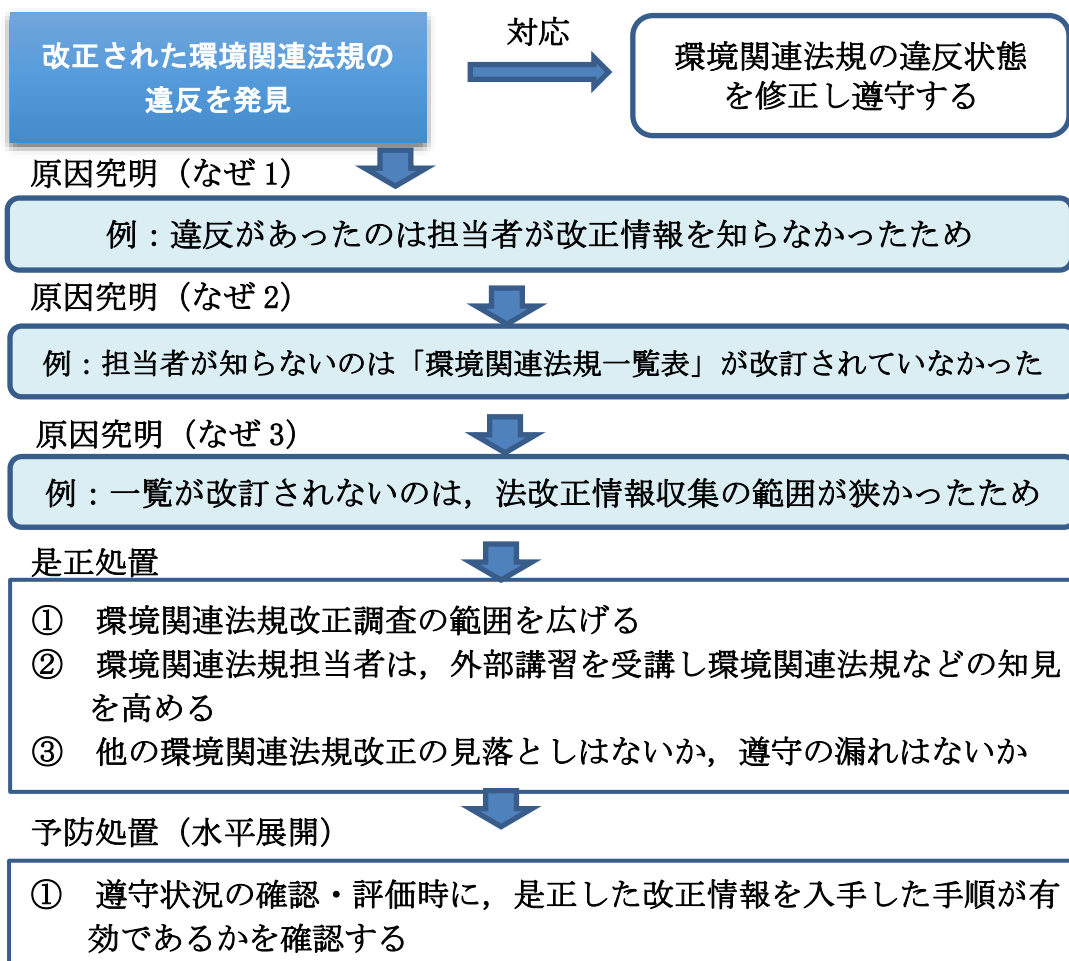 改正された環境関連法規の
違反を発見
対応
環境関連法規の違反状態
を修正し遵守する
原因究明（なぜ1）
例：違反があったのは担当者が改正情報を知らなかったため
原因究明（なぜ2）
例：担当者が知らないのは「環境関連法規一覧表」が改訂されていなかった
原因究明（なぜ3）
例：一覧が改訂されないのは，法改正情報収集の範囲が狭かったため
是正処置
① 環境関連法規改正調査の範囲を広げる
② 環境関連法規担当者は，外部講習を受講し環境関連法規などの知見
を高める
③ 他の環境関連法規改正の見落としはないか，遵守の漏れはないか
予防処置（水平展開）
① 遵守状況の確認・評価時に，是正した改正情報を入手した手順が有
効であるかを確認する